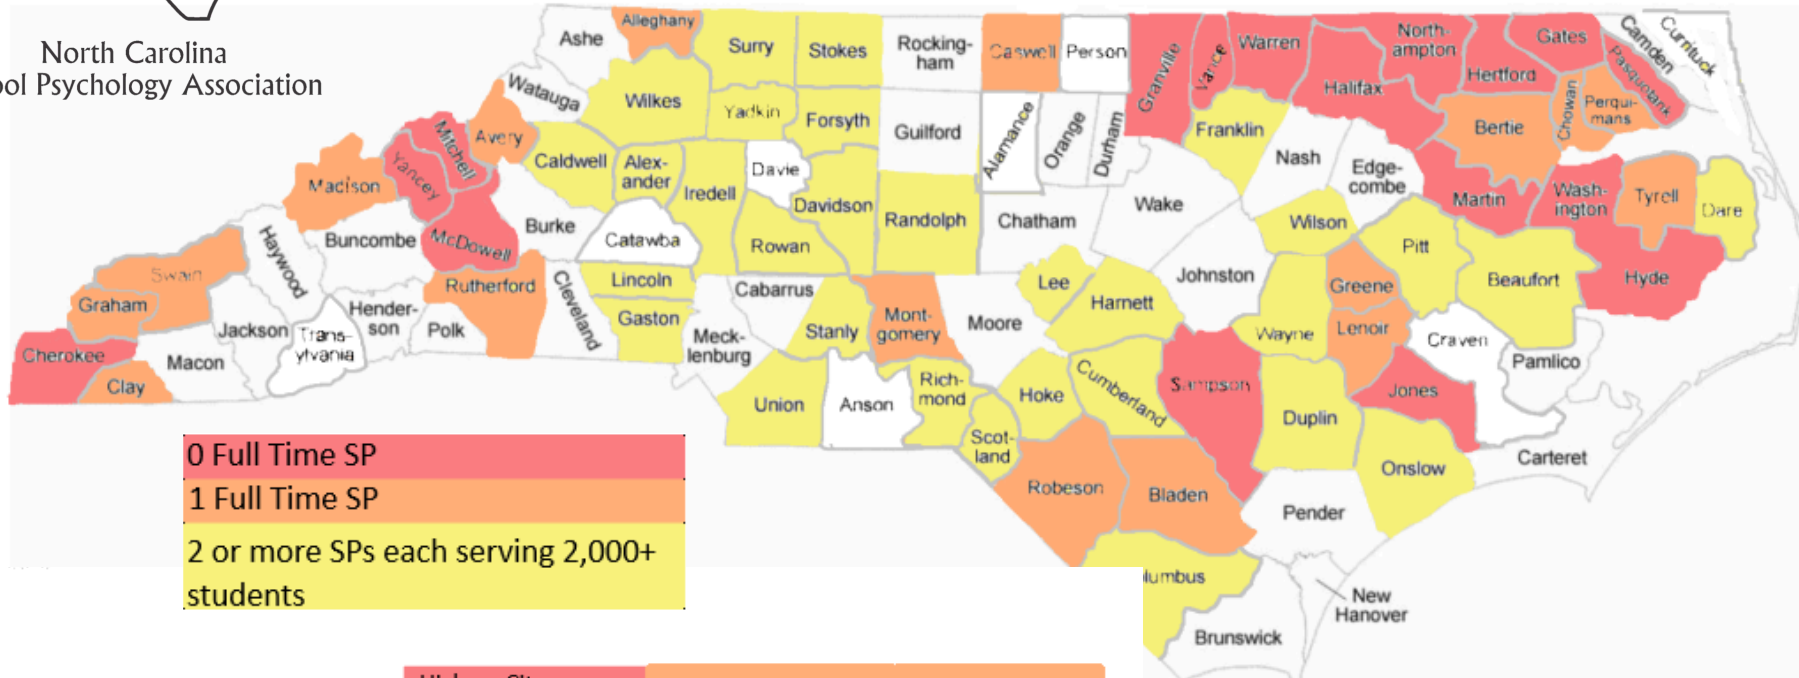 North Carolina
ool Psychology Association
Ashe
Alleghany
Surry
Stokes
Rocking-
ham
Caswell
Person
Granville
Vance
Warren
North-
ampton
Halifax
Hertford
Gates
Camden
Currituck
Pasquotank
Perqui-
mans
Chowan
Bertie
Watauga
Wilkes
Yadkin
Forsyth
Guilford
Alamance
Orange
Durham
Franklin
Nash
Edge-
combe
Martin
Wash-
ington
Tyrell
Dare
Mitchell
Avery
Yancey
Madison
Caldwell
Alex-
ander
Iredell
Davie
Davidson
Randolph
Chatham
Wake
Wilson
Pitt
Beaufort
Hyde
Haywood
Buncombe
McDowell
Burke
Catawba
Rowan
Swain
Graham
Rutherford
Cleveland
Lincoln
Gaston
Cabarrus
Lee
Harnett
Johnston
Greene
Lenoir
Wayne
Craven
Pamlico
Cherokee
Clay
Macon
Jackson
Trans-
ylvania
Hender-
son
Polk
Meck-
lenburg
Stanly
Mont-
gomery
Moore
Union
Anson
Rich-
mond
Hoke
Scot-
land
Cumberland
Sampson
Duplin
Jones
Onslow
Carteret
Robeson
Bladen
Pender
lumbus
New
Hanover
Brunswick
0 Full Time SP
1 Full Time SP
2 or more SPs each serving 2,000+
students